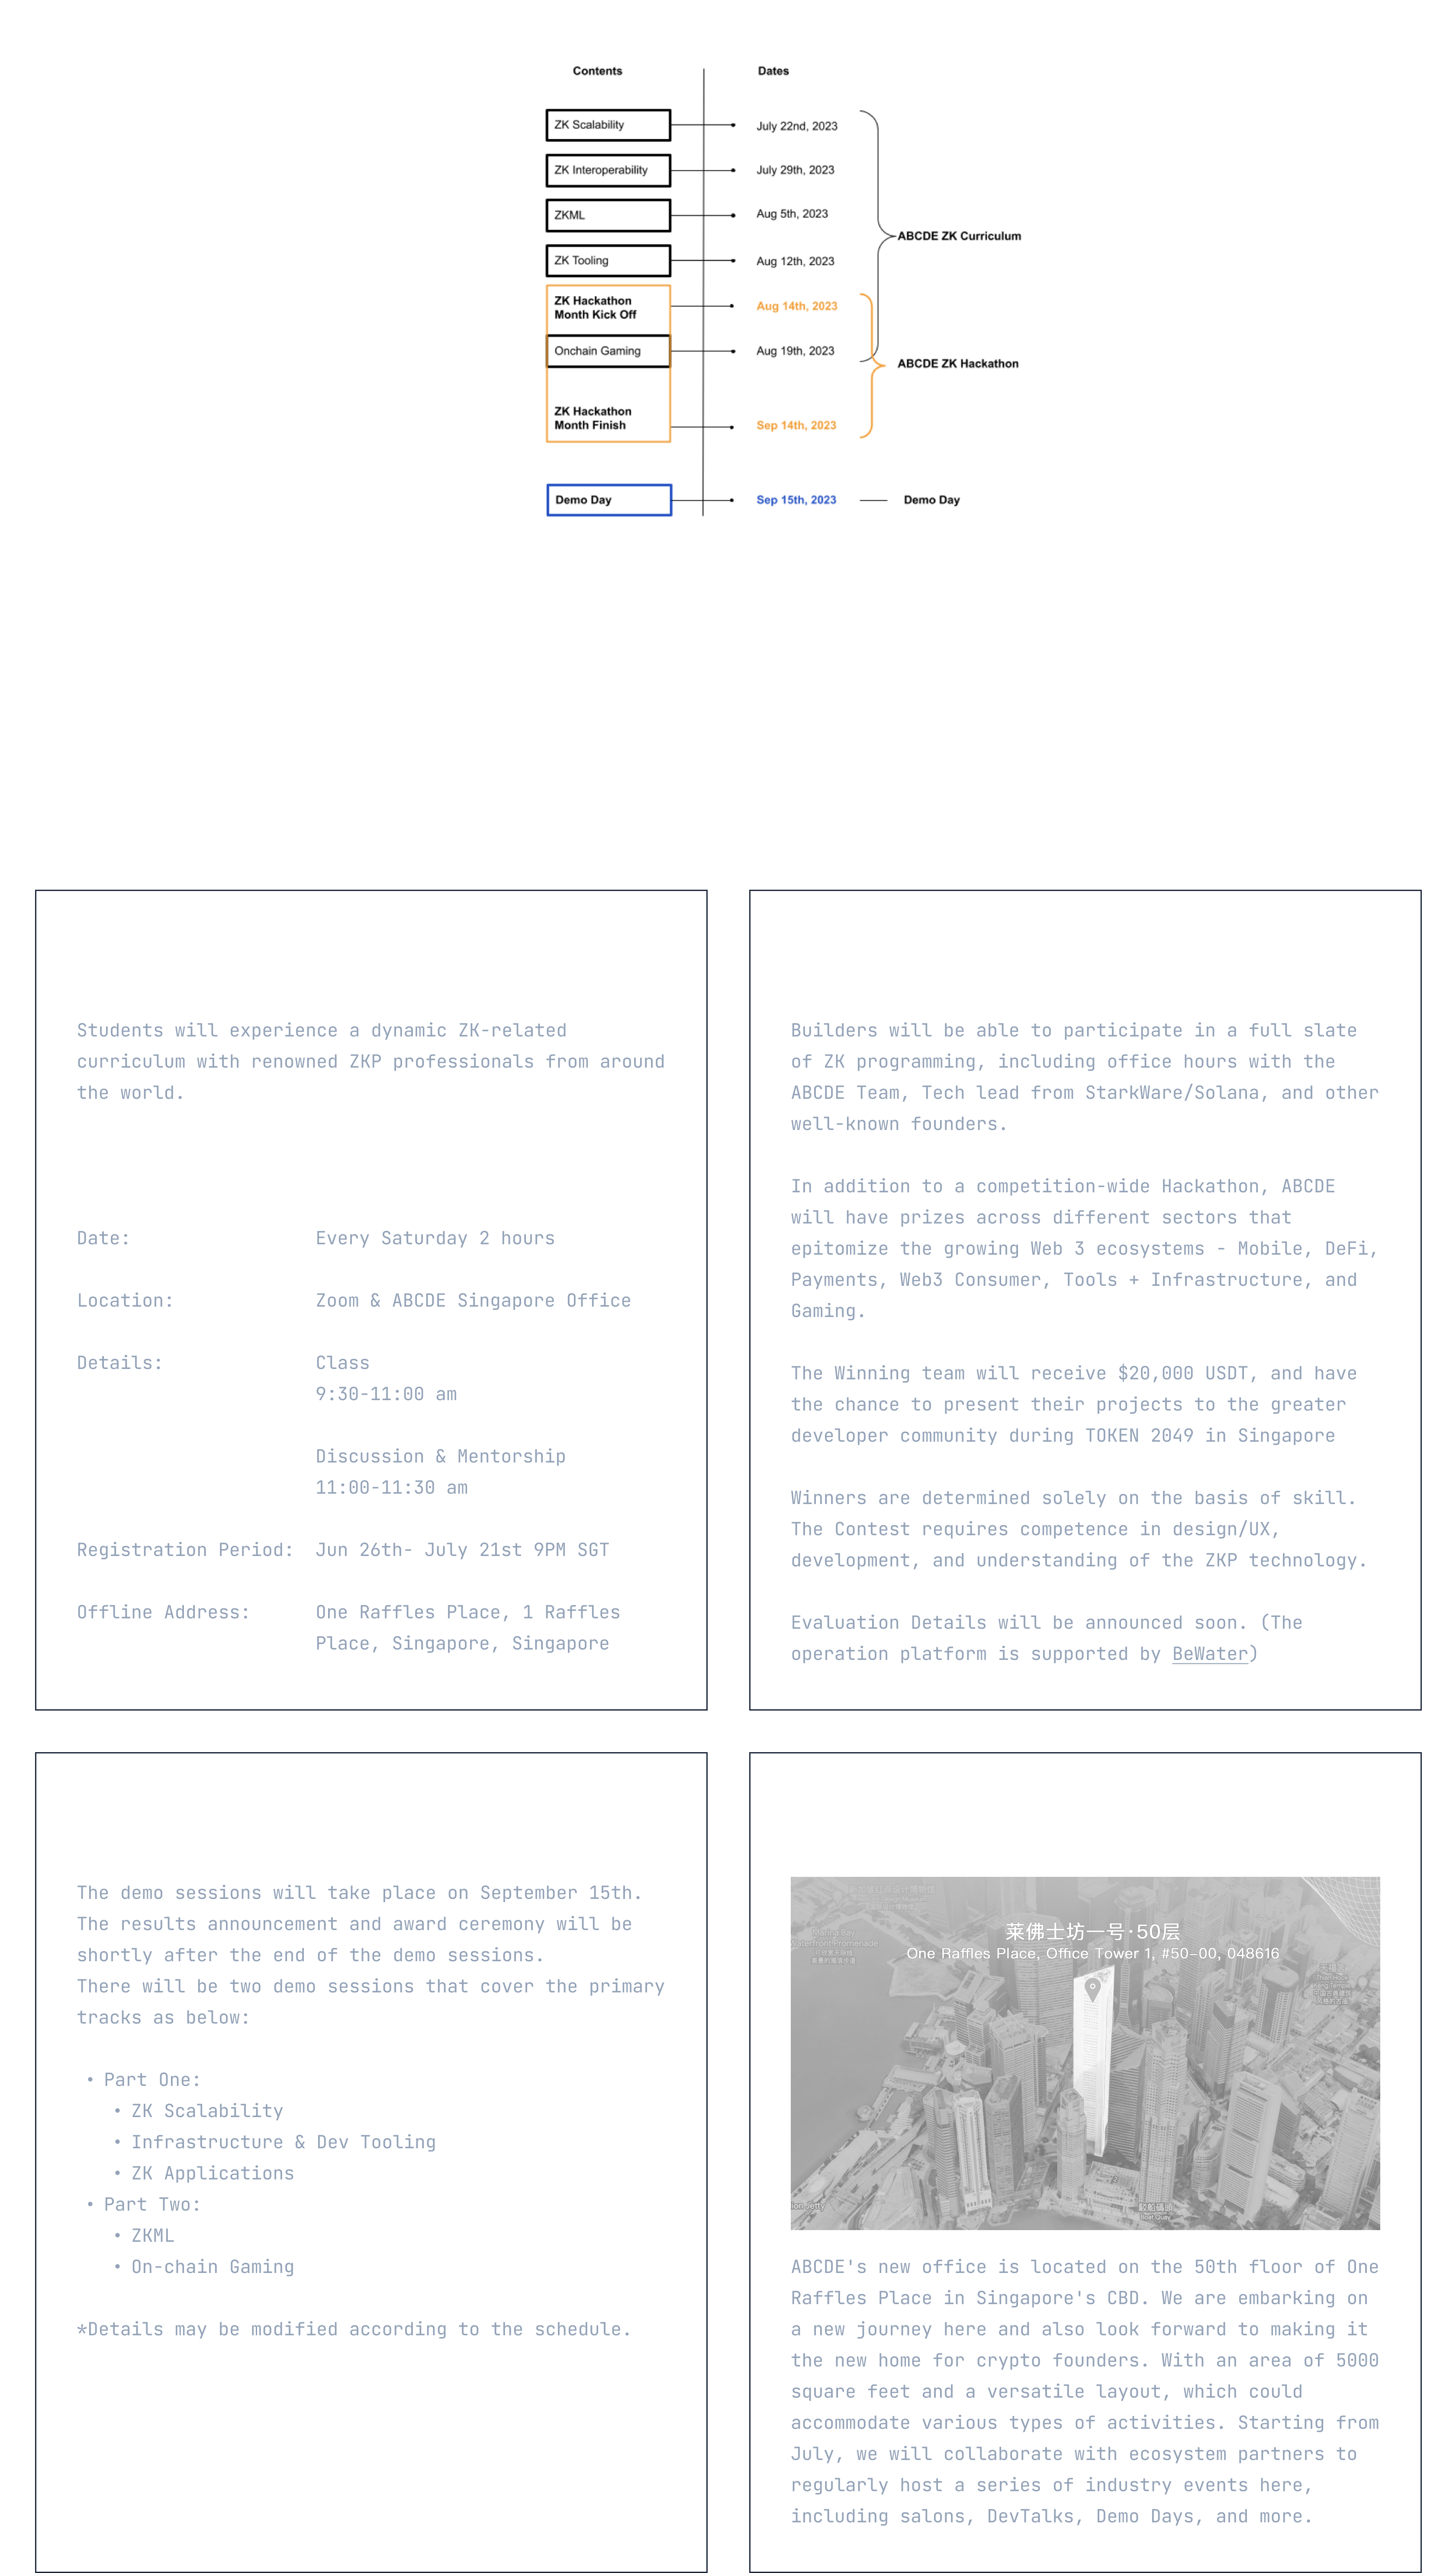 Contents Dates
ZK Scalability July 22nd, 2023
ZK Interoperability July 29th, 2023
ZKML Aug 5th, 2023
ABCDE ZK Curriculum
ZK Tooling Aug 12th, 2023
ZK Hackathon
Month Kick Off Aug 14th, 2023
Onchain Gaming Aug 19th, 2023
ABCDE ZK Hackathon
ZK Hackathon
Month Finish Sep 14th, 2023
Demo Day Sep 15th, 2023 Demo Day
Students will experience a dynamic ZK-related
curriculum with renowned ZKP professionals from around
the world.
Date: Every Saturday 2 hours
Location: Zoom & ABCDE Singapore Office
Details: Class
9:30-11:00 am
Discussion & Mentorship
11:00-11:30 am
Registration Period: Jun 26th- July 21st 9PM SGT
Offline Address: One Raffles Place, 1 Raffles
Place, Singapore, Singapore
Builders will be able to participate in a full slate
of ZK programming, including office hours with the
ABCDE Team, Tech lead from StarkWare/Solana, and other
well-known founders.
In addition to a competition-wide Hackathon, ABCDE
will have prizes across different sectors that
epitomize the growing Web 3 ecosystems - Mobile, DeFi,
Payments, Web3 Consumer, Tools + Infrastructure, and
Gaming.
The Winning team will receive $20,000 USDT, and have
the chance to present their projects to the greater
developer community during TOKEN 2049 in Singapore
Winners are determined solely on the basis of skill.
The Contest requires competence in design/UX,
development, and understanding of the ZKP technology.
Evaluation Details will be announced soon. (The
operation platform is supported by BeWater)
The demo sessions will take place on September 15th.
The results announcement and award ceremony will be
shortly after the end of the demo sessions.
There will be two demo sessions that cover the primary
tracks as below:
• Part One:
• ZK Scalability
• Infrastructure & Dev Tooling
• ZK Applications
• Part Two:
• ZKML
• On-chain Gaming
*Details may be modified according to the schedule.
莱佛士坊一号·50层
One Raffles Place, Office Tower 1, #50-00, 048616
Marina Bay
Waterfront Promenade
駁船碼頭
Boat Quay
ABCDE's new office is located on the 50th floor of One
Raffles Place in Singapore's CBD. We are embarking on
a new journey here and also look forward to making it
the new home for crypto founders. With an area of 5000
square feet and a versatile layout, which could
accommodate various types of activities. Starting from
July, we will collaborate with ecosystem partners to
regularly host a series of industry events here,
including salons, DevTalks, Demo Days, and more.